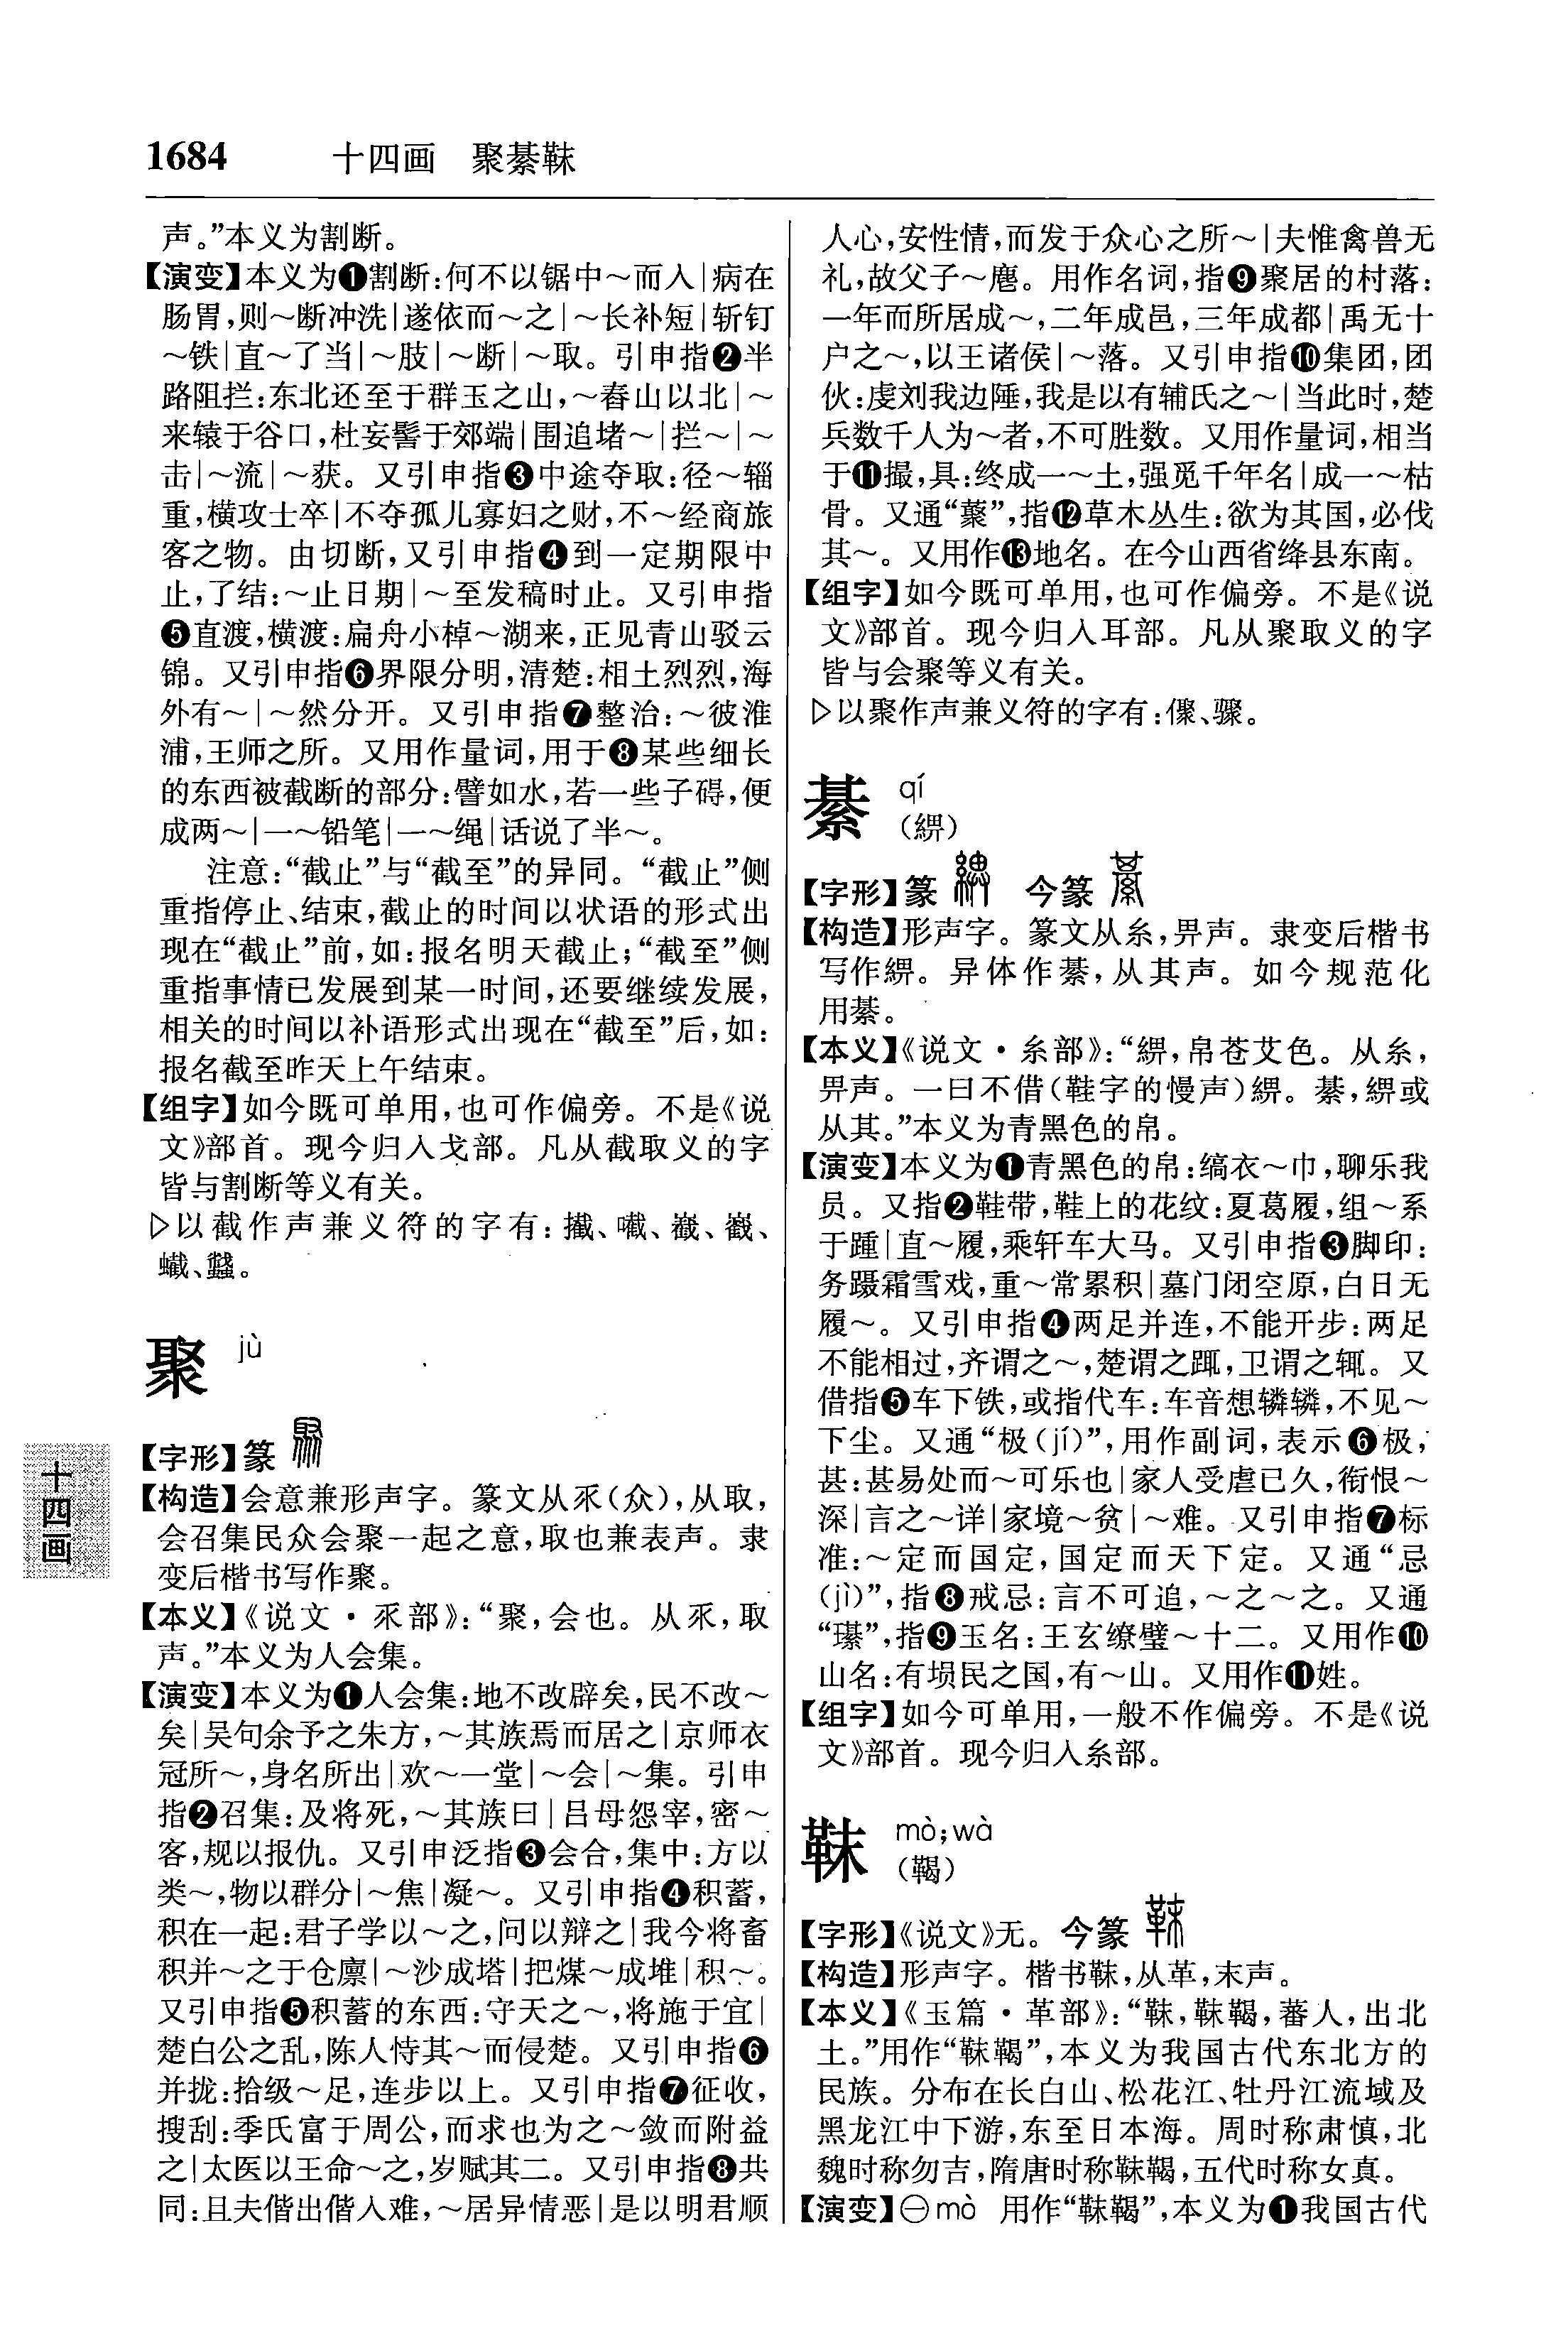 1684 十四画 聚綦靺
声。”本义为割断。
【演变】本义为❶割断:何不以锯中～而入|病在
肠胃,则～断冲洗|遂依而～之|～长补短|斩钉
～铁|直～了当|～肢|～断|～取。引申指❷半
路阻拦:东北还至于群玉之山,～舂山以北|～
来辕于谷口,杜妄辔于郊端|围追堵～|拦～|～
击|～流|～获。又引申指❸中途夺取:径～辎
重,横攻士卒|不夺孤儿寡妇之财,不～经商旅
客之物。由切断,又引申指❹到一定期限中
止,了结:～止日期|～至发稿时止。又引申指
❺直渡,横渡:扁舟小棹～湖来,正见青山驳云
锦。又引申指❻界限分明,清楚:相土烈烈,海
外有～|～然分开。又引申指❼整治:～彼淮
浦,王师之所。又用作量词,用于❽某些细长
的东西被截断的部分:譬如水,若一些子碍,便
成两～|一～铅笔|一～绳|话说了半～。
注意:“截止”与“截至”的异同。“截止”侧
重指停止、结束,截止的时间以状语的形式出
现在“截止”前,如:报名明天截止;“截至”侧
重指事情已发展到某一时间,还要继续发展,
相关的时间以补语形式出现在“截至”后,如:
报名截至昨天上午结束。
【组字】如今既可单用,也可作偏旁。不是《说
文》部首。现今归入戈部。凡从截取义的字
皆与割断等义有关。
▷以截作声兼义符的字有:
聚 jù
【字形】篆
【构造】会意兼形声字。篆文从乑(众),从取,
会召集民众会聚一起之意,取也兼表声。隶
变后楷书写作聚。
【本义】《说文·乑部》:“聚,会也。从乑,取
声。”本义为人会集。
【演变】本义为❶人会集:地不改辟矣,民不改～
矣|吴句余予之朱方,～其族焉而居之|京师衣
冠所～,身名所出|欢～一堂|～会|～集。引申
指❷召集:及将死,～其族曰|吕母怨宰,密～
客,规以报仇。又引申泛指❸会合,集中:方以
类～,物以群分|～焦|凝～。又引申指❹积蓄,
积在一起:君子学以～之,问以辩之|我今将畜
积并～之于仓廪|～沙成塔|把煤～成堆|积～。
又引申指❺积蓄的东西:守天之～,将施于宜|
楚白公之乱,陈人恃其～而侵楚。又引申指❻
并拢:拾级～足,连步以上。又引申指❼征收,
搜刮:季氏富于周公,而求也为之～敛而附益
之|太医以王命～之,岁赋其二。又引申指❽共
同:且夫偕出偕入难,～居异情恶|是以明君顺
十四画
人心,安性情,而发于众心之所～|夫惟禽兽无
礼,故父子～麀。用作名词,指❾聚居的村落:
一年而所居成～,二年成邑,三年成都|禹无十
户之～,以王诸侯|～落。又引申指❿集团,团
伙:虔刘我边陲,我是以有辅氏之～|当此时,楚
兵数千人为～者,不可胜数。又用作量词,相当
于⓫撮,具:终成一～土,强觅千年名|成一～枯
骨。又通“藂”,指⓬草木丛生:欲为其国,必伐
其～。又用作⓭地名。在今山西省绛县东南。
【组字】如今既可单用,也可作偏旁。不是《说
文》部首。现今归入耳部。凡从聚取义的字
皆与会聚等义有关。
▷以聚作声兼义符的字有:㒀、骤。
綦 qí
(綥)
【字形】篆 今篆
【构造】形声字。篆文从糸,畀声。隶变后楷书
写作綥。异体作綦,从其声。如今规范化
用綦。
【本义】《说文·糸部》:“綥,帛苍艾色。从糸,
畀声。一曰不借(鞋字的慢声)綥。綦,綥或
从其。”本义为青黑色的帛。
【演变】本义为❶青黑色的帛:缟衣～巾,聊乐我
员。又指❷鞋带,鞋上的花纹:夏葛履,组～系
于踵|直～履,乘轩车大马。又引申指❸脚印:
务蹑霜雪戏,重～常累积|墓门闭空原,白日无
履～。又引申指❹两足并连,不能开步:两足
不能相过,齐谓之～,楚谓之踂,卫谓之辄。又
借指❺车下铁,或指代车:车音想辚辚,不见～
下尘。又通“极(jí)”,用作副词,表示❻极,
甚:甚易处而～可乐也|家人受虐已久,衔恨～
深|言之～详|家境～贫|～难。又引申指❼标
准:～定而国定,国定而天下定。又通“忌
(jì)”,指❽戒忌:言不可追,～之～之。又通
“璂”,指❾玉名:王玄缭璧～十二。又用作❿
山名:有埙民之国,有～山。又用作⓫姓。
【组字】如今可单用,一般不作偏旁。不是《说
文》部首。现今归入糸部。
靺 mò;wà
(鞨)
【字形】《说文》无。今篆
【构造】形声字。楷书靺,从革,末声。
【本义】《玉篇·革部》:“靺,靺鞨,蕃人,出北
土。”用作“靺鞨”,本义为我国古代东北方的
民族。分布在长白山、松花江、牡丹江流域及
黑龙江中下游,东至日本海。周时称肃慎,北
魏时称勿吉,隋唐时称靺鞨,五代时称女真。
【演变】㊀mò 用作“靺鞨”,本义为❶我国古代